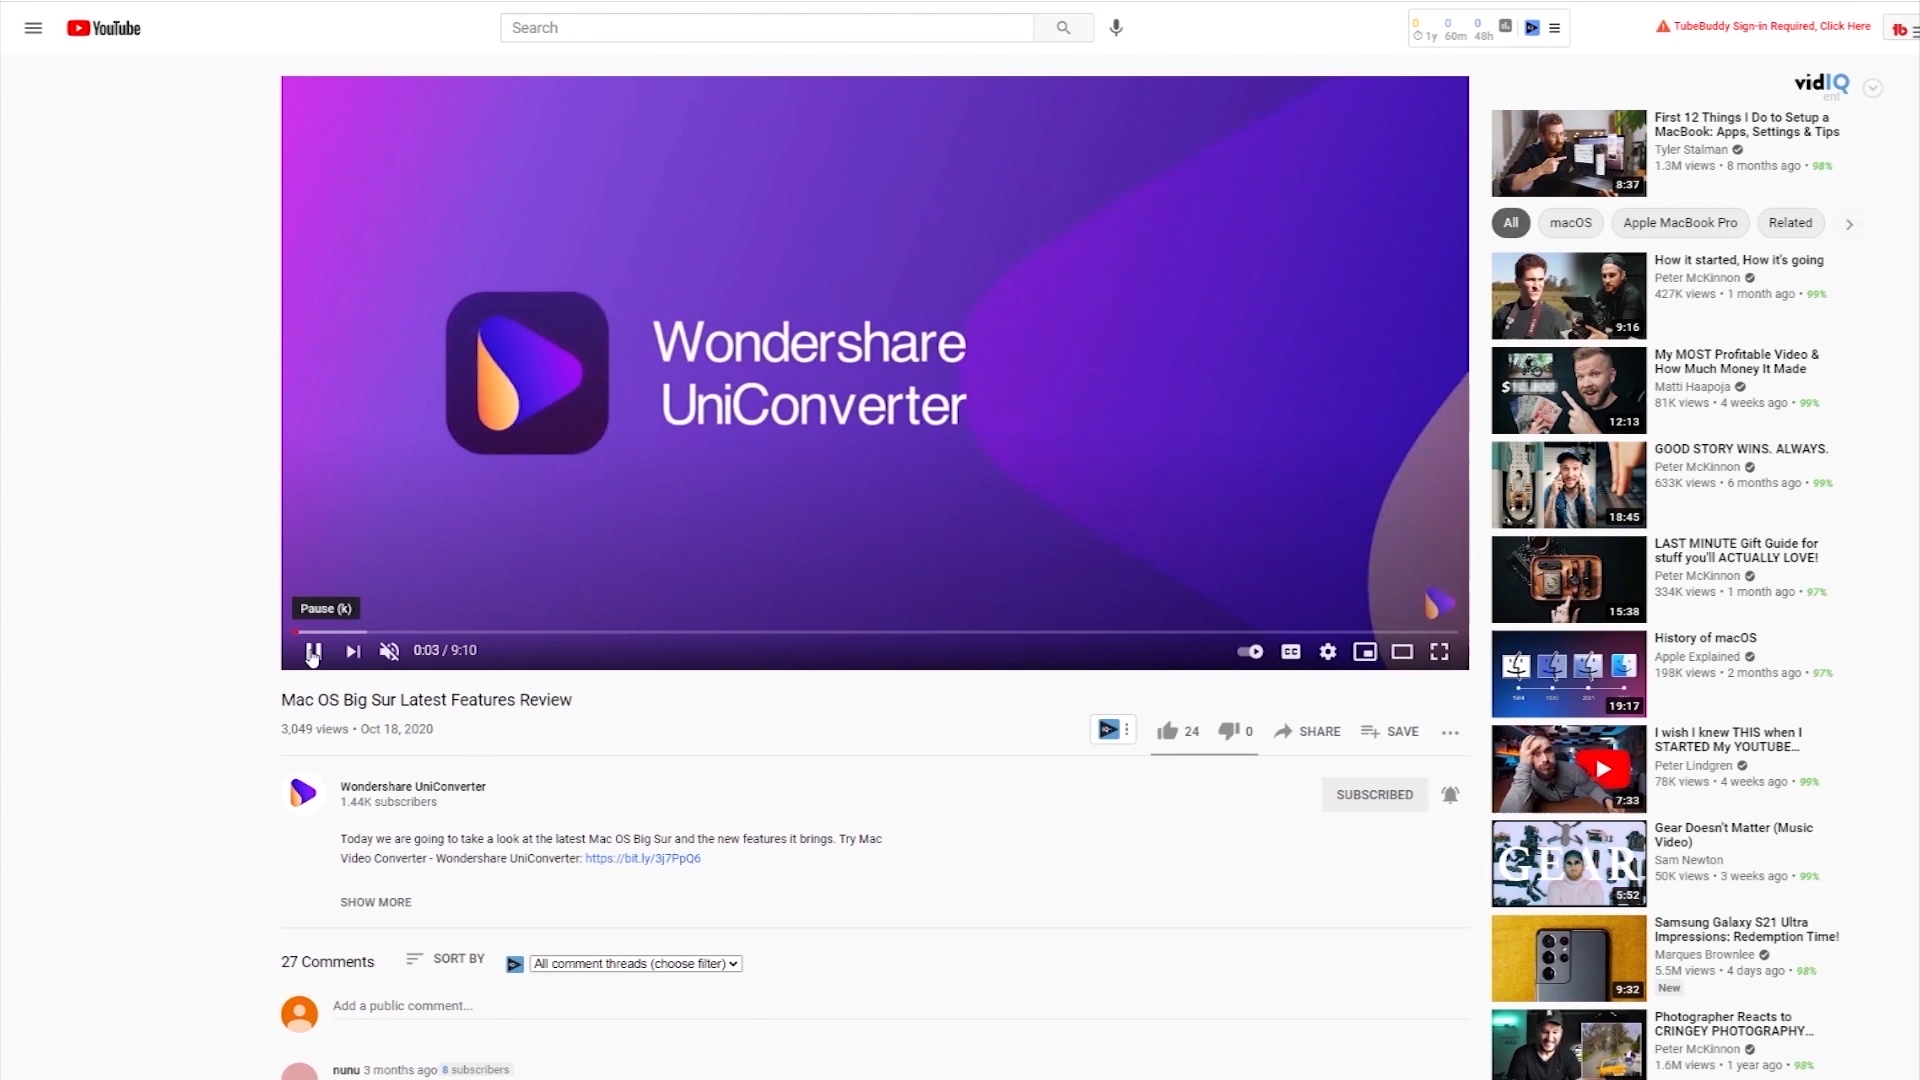 YouTube
Search
0 0 0
1y 60m 48h
TubeBuddy Sign-in Required, Click Here
tb
vidIQ
ent
Wondershare
UniConverter
Pause (k)
0:03 / 9:10
CC
Mac OS Big Sur Latest Features Review
3,049 views • Oct 18, 2020
24
0
SHARE
SAVE
Wondershare UniConverter
1.44K subscribers
SUBSCRIBED
Today we are going to take a look at the latest Mac OS Big Sur and the new features it brings. Try Mac
Video Converter - Wondershare UniConverter: https://bit.ly/3j7PpQ6
SHOW MORE
27 Comments
SORT BY
All comment threads (choose filter)
Add a public comment...
nunu 3 months ago 8 subscribers
First 12 Things I Do to Setup a
MacBook: Apps, Settings & Tips
Tyler Stalman
1.3M views • 8 months ago • 98%
8:37
All
macOS
Apple MacBook Pro
Related
How it started, How it's going
Peter McKinnon
427K views • 1 month ago • 99%
9:16
My MOST Profitable Video &
How Much Money It Made
Matti Haapoja
81K views • 4 weeks ago • 99%
$
12:13
GOOD STORY WINS. ALWAYS.
Peter McKinnon
633K views • 6 months ago • 99%
18:45
LAST MINUTE Gift Guide for
stuff you'll ACTUALLY LOVE!
Peter McKinnon
334K views • 1 month ago • 97%
15:38
History of macOS
Apple Explained
198K views • 2 months ago • 97%
19:17
I wish I knew THIS when I
STARTED My YOUTUBE...
Peter Lindgren
78K views • 4 weeks ago • 99%
7:33
Gear Doesn't Matter (Music
Video)
Sam Newton
50K views • 3 weeks ago • 99%
GEAR
5:52
Samsung Galaxy S21 Ultra
Impressions: Redemption Time!
Marques Brownlee
5.5M views • 4 days ago • 98%
New
9:32
Photographer Reacts to
CRINGEY PHOTOGRAPHY...
Peter McKinnon
1.6M views • 1 year ago • 98%